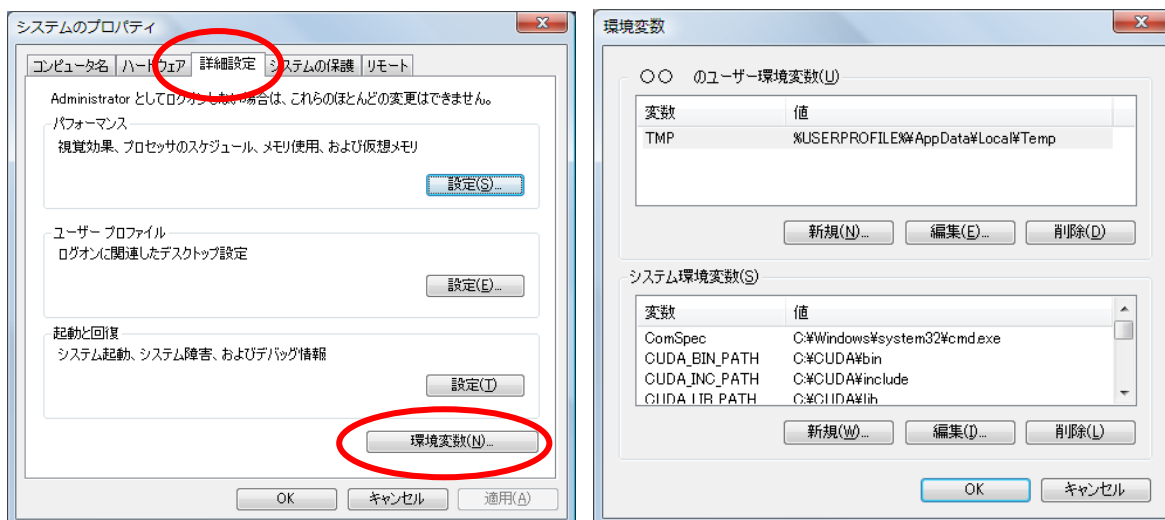 システムのプロパティ
コンピュータ名 ハードウェア 詳細設定 システムの保護 リモート
Administrator としてログオンしない場合は、これらのほとんどの変更はできません。
パフォーマンス
視覚効果、プロセッサのスケジュール、メモリ使用、および仮想メモリ
設定(S)...
ユーザー プロファイル
ログオンに関連したデスクトップ設定
設定(E)...
起動と回復
システム起動、システム障害、およびデバッグ情報
設定(T)
環境変数(N)...
OK キャンセル 適用(A)
環境変数
〇〇 のユーザー環境変数(U)
変数 値
TMP %USERPROFILE%¥AppData¥Local¥Temp
新規(N)... 編集(E)... 削除(D)
システム環境変数(S)
変数 値
ComSpec C:¥Windows¥system32¥cmd.exe
CUDA_BIN_PATH C:¥CUDA¥bin
CUDA_INC_PATH C:¥CUDA¥include
CUDA_LIB_PATH C:¥CUDA¥lib
新規(W)... 編集(I)... 削除(L)
OK キャンセル